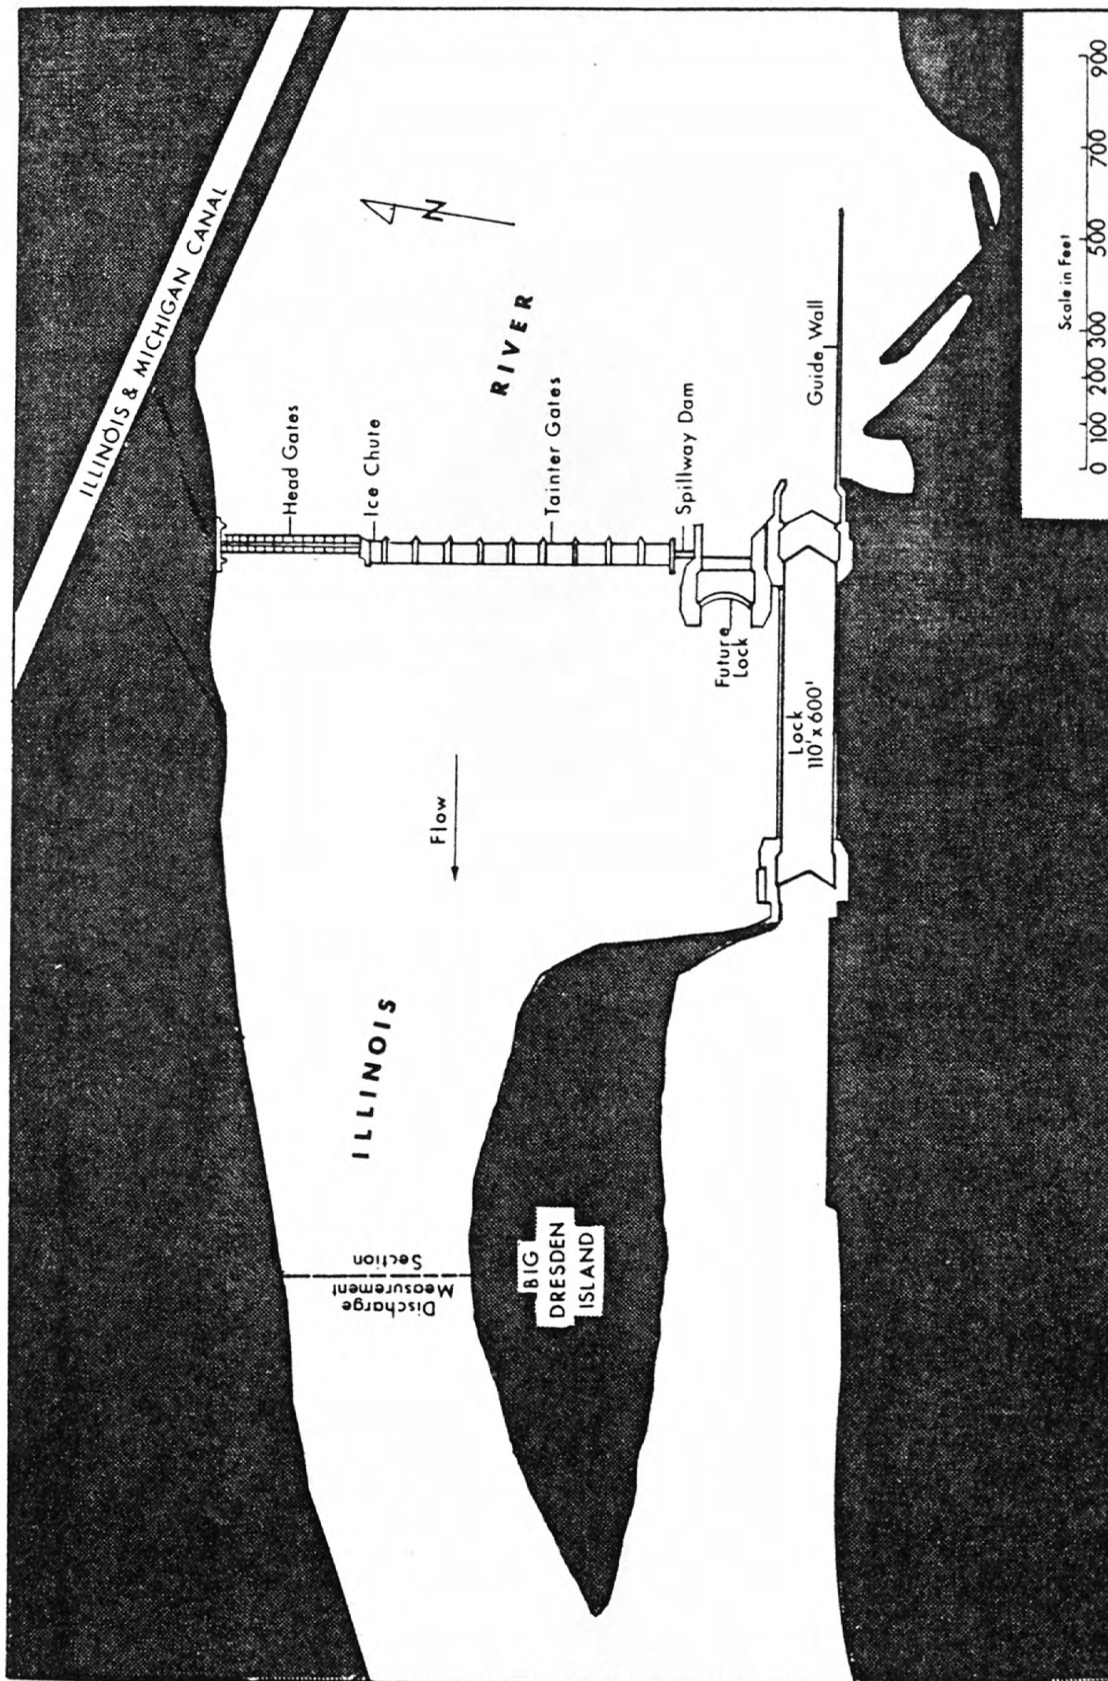 ILLINOIS & MICHIGAN CANAL
N
RIVER
Head Gates
Ice Chute
Tainter Gates
Spillway Dam
Guide Wall
Future
Lock
Lock
110'x600'
Flow
ILLINOIS
Discharge
Measurement
Section
BIG
DRESDEN
ISLAND
Scale in Feet
0 100 200 300 500 700 900